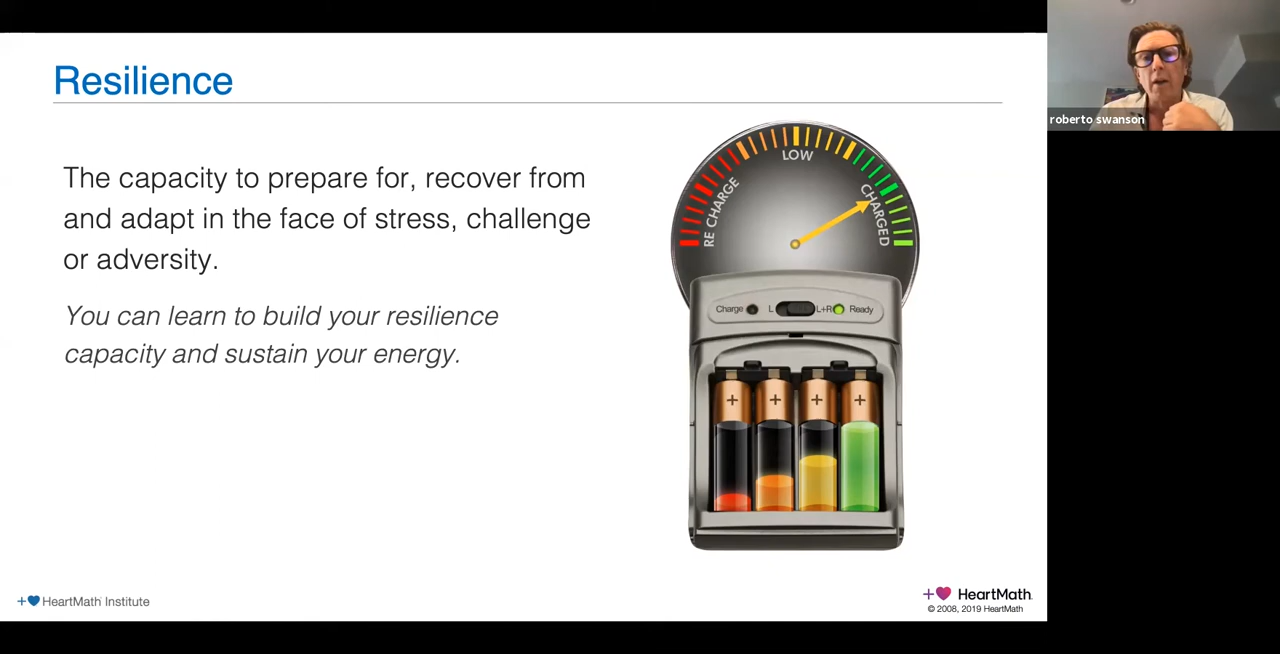 Resilience
The capacity to prepare for, recover from
and adapt in the face of stress, challenge
or adversity.
You can learn to build your resilience
capacity and sustain your energy.
RE CHARGE
LOW
CHARGED
Charge L L+R Ready
+ + + +
HeartMath Institute
HeartMath
© 2008, 2019 HeartMath
roberto swanson